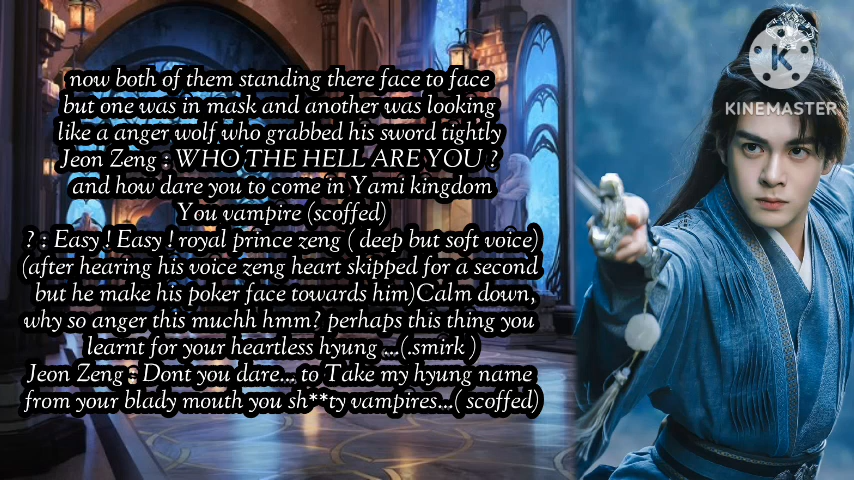 now both of them standing there face to face
but one was in mask and another was looking
like a anger wolf who grabbed his sword tightly
Jeon Zeng : WHO THE HELL ARE YOU ?
and how dare you to come in Yami kingdom
You vampire (scoffed)
? : Easy ! Easy ! royal prince zeng ( deep but soft voice)
(after hearing his voice zeng heart skipped for a second
but he make his poker face towards him)Calm down,
why so anger this muchh hmm? perhaps this thing you
learnt for your heartless hyung ...(.smirk )
Jeon Zeng : Dont you dare... to Take my hyung name
from your blady mouth you sh**ty vampires...( scoffed)
K
KINEMASTER